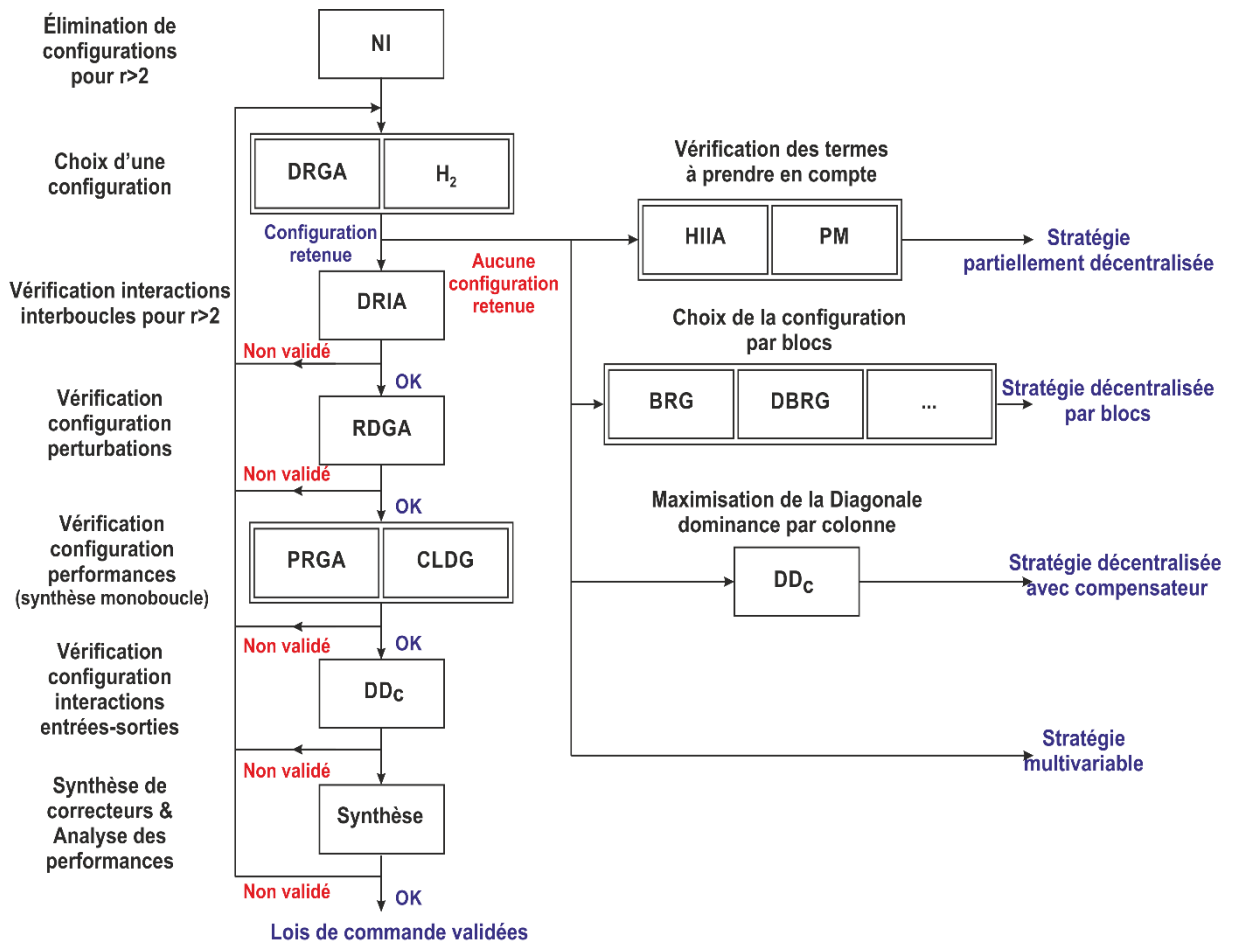 Élimination de
configurations
pour r>2
NI
Choix d'une
configuration
DRGA
H2
Configuration
retenue
Aucune
configuration
retenue
Vérification des termes
à prendre en compte
HIIA
PM
Stratégie
partiellement décentralisée
Vérification interactions
interboucles pour r>2
DRIA
Non validé
OK
Choix de la configuration
par blocs
BRG
DBRG
...
Stratégie décentralisée
par blocs
Vérification
configuration
perturbations
RDGA
Non validé
OK
Maximisation de la Diagonale
dominance par colonne
DDc
Stratégie décentralisée
avec compensateur
Vérification
configuration
performances
(synthèse monoboucle)
PRGA
CLDG
Non validé
OK
Vérification
configuration
interactions
entrées-sorties
DDc
Non validé
Stratégie
multivariable
Synthèse de
correcteurs &
Analyse des
performances
Synthèse
Non validé
OK
Lois de commande validées